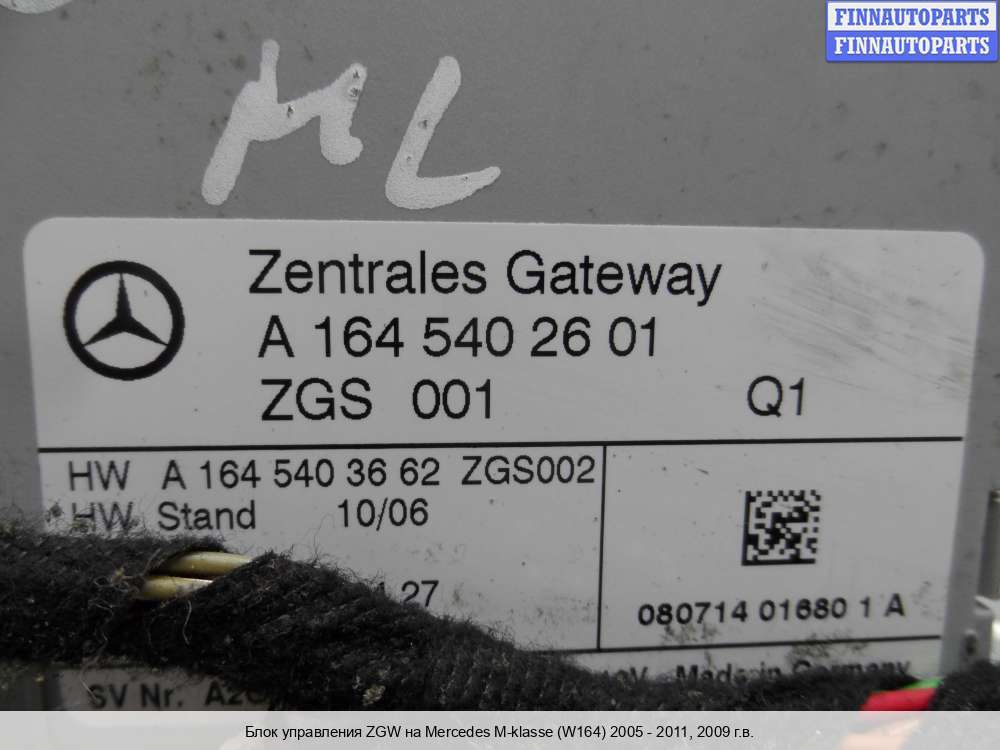 FINNAUTOPARTS
FINNAUTOPARTS
ML
Zentrales Gateway
A 164 540 26 01
ZGS 001 Q1
HW A 164 540 36 62 ZGS002
HW Stand 10/06
27
080714 01680 1 A
Made in Germany
SV Nr.
Блок управления ZGW на Mercedes M-klasse (W164) 2005 - 2011, 2009 г.в.